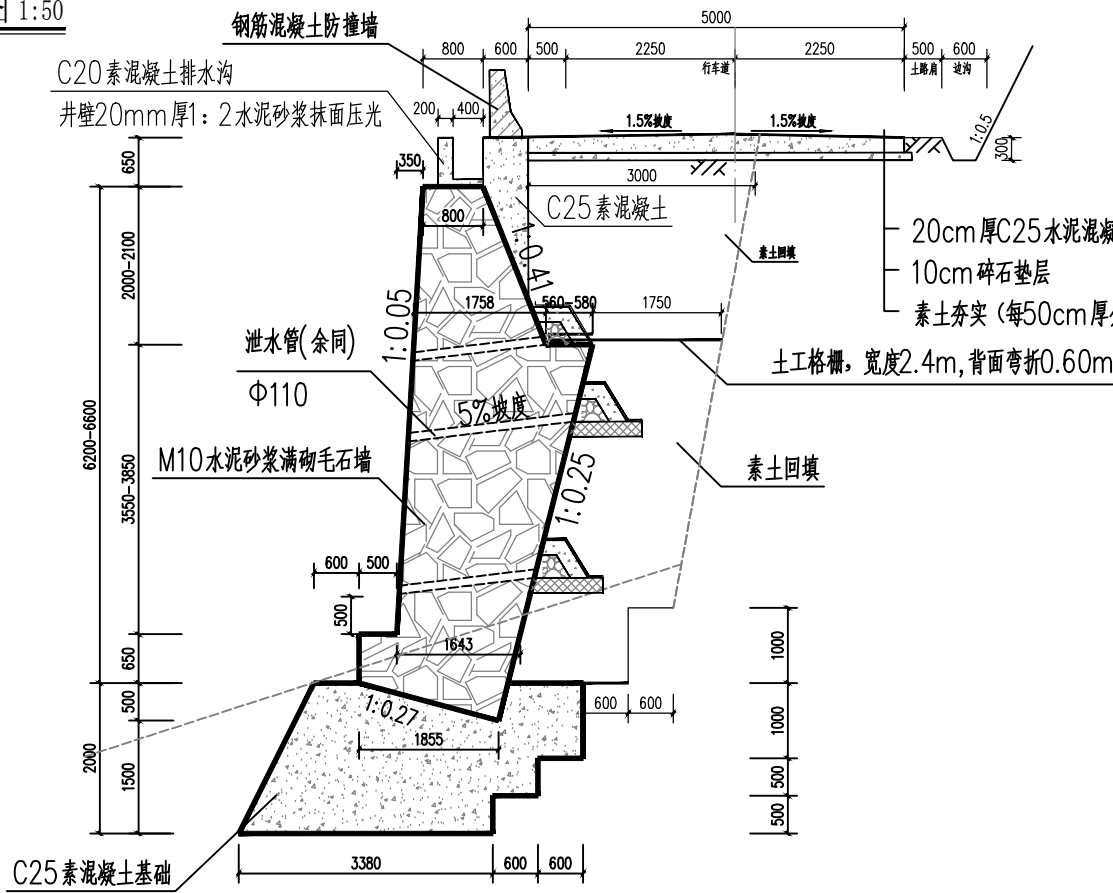 1:50
钢筋混凝土防撞墙
5000
800
600
500
2250
2250
500
600
行车道
土路肩
边沟
C20素混凝土排水沟
井壁20mm厚1：2水泥砂浆抹面压光
200
400
1.5%坡度
1.5%坡度
1:0.5
300
650
350
3000
800
C25素混凝土
1:0.41
20cm厚C25水泥混凝
素土回填
10cm碎石垫层
素土夯实（每50cm厚
2000-2100
1758
560-580
1750
1:0.05
泄水管(余同)
Φ110
土工格栅，宽度2.4m,背面弯折0.60m
5%坡度
6200-6600
3550-3850
M10水泥砂浆满砌毛石墙
1:0.25
素土回填
600
500
500
1643
650
1000
500
1:0.27
600
600
1855
1000
2000
1500
500
500
C25素混凝土基础
3380
600
600